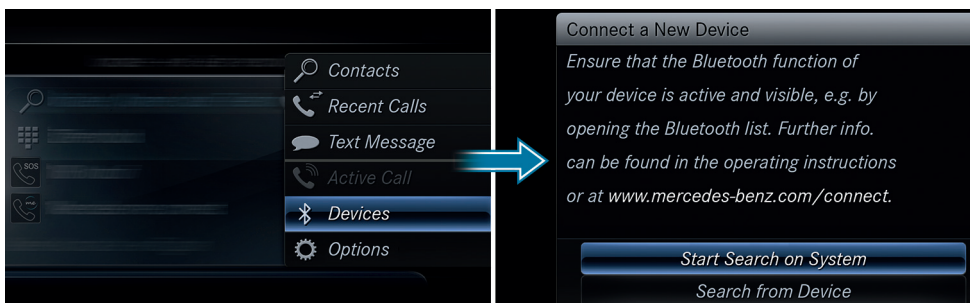 Contacts
Recent Calls
Text Message
Active Call
Devices
Options
SOS
Connect a New Device
Ensure that the Bluetooth function of
your device is active and visible, e.g. by
opening the Bluetooth list. Further info.
can be found in the operating instructions
or at www.mercedes-benz.com/connect.
Start Search on System
Search from Device